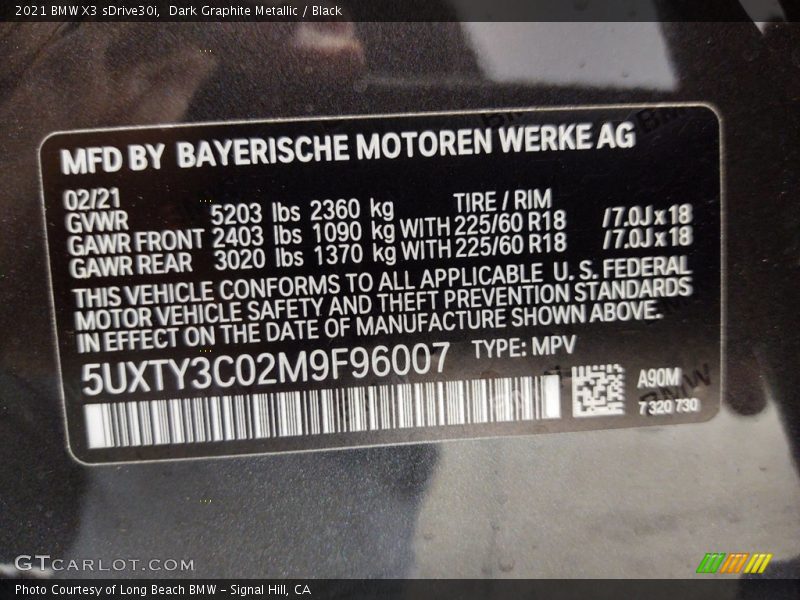 2021 BMW X3 sDrive30i, Dark Graphite Metallic / Black
MFD BY BAYERISCHE MOTOREN WERKE AG
02/21 TIRE / RIM
GVWR 5203 lbs 2360 kg
GAWR FRONT 2403 lbs 1090 kg WITH 225/60 R18 /7.0J x 18
GAWR REAR 3020 lbs 1370 kg WITH 225/60 R18 /7.0J x 18
THIS VEHICLE CONFORMS TO ALL APPLICABLE U. S. FEDERAL
MOTOR VEHICLE SAFETY AND THEFT PREVENTION STANDARDS
IN EFFECT ON THE DATE OF MANUFACTURE SHOWN ABOVE.
5UXTY3C02M9F96007 TYPE: MPV
A90M
7 320 730
GTCARLOT.COM
Photo Courtesy of Long Beach BMW - Signal Hill, CA